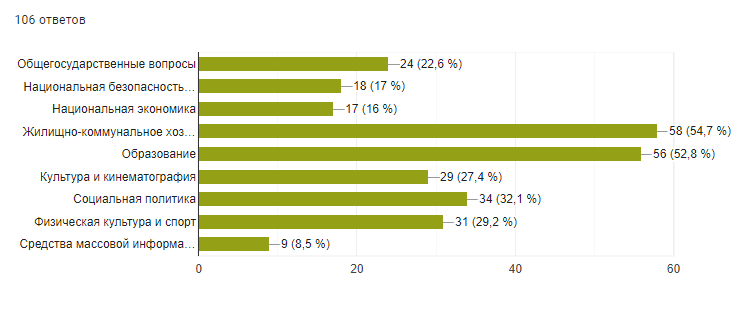 106 ответов
Общегосударственные вопросы 24 (22,6 %)
Национальная безопасность… 18 (17 %)
Национальная экономика 17 (16 %)
Жилищно-коммунальное хоз… 58 (54,7 %)
Образование 56 (52,8 %)
Культура и кинематография 29 (27,4 %)
Социальная политика 34 (32,1 %)
Физическая культура и спорт 31 (29,2 %)
Средства массовой информа… 9 (8,5 %)
0 20 40 60